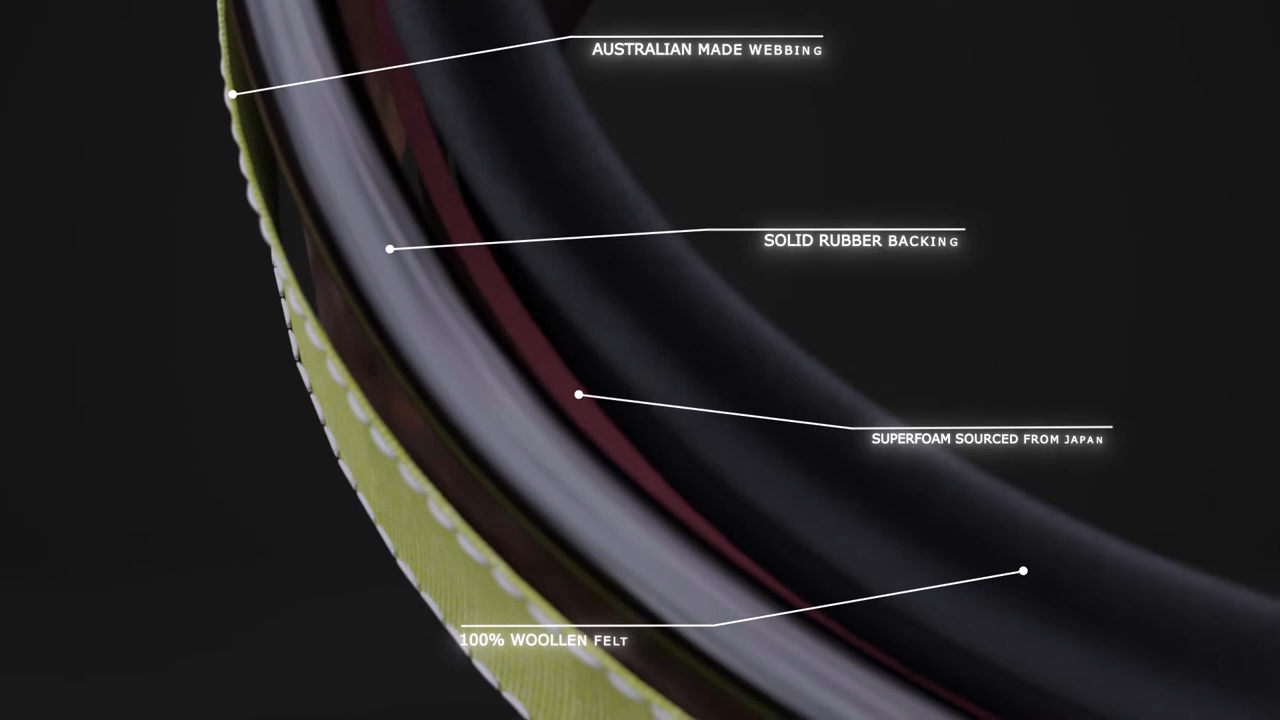 AUSTRALIAN MADE WEBBING
SOLID RUBBER BACKING
SUPERFOAM SOURCED FROM JAPAN
100% WOOLLEN FELT